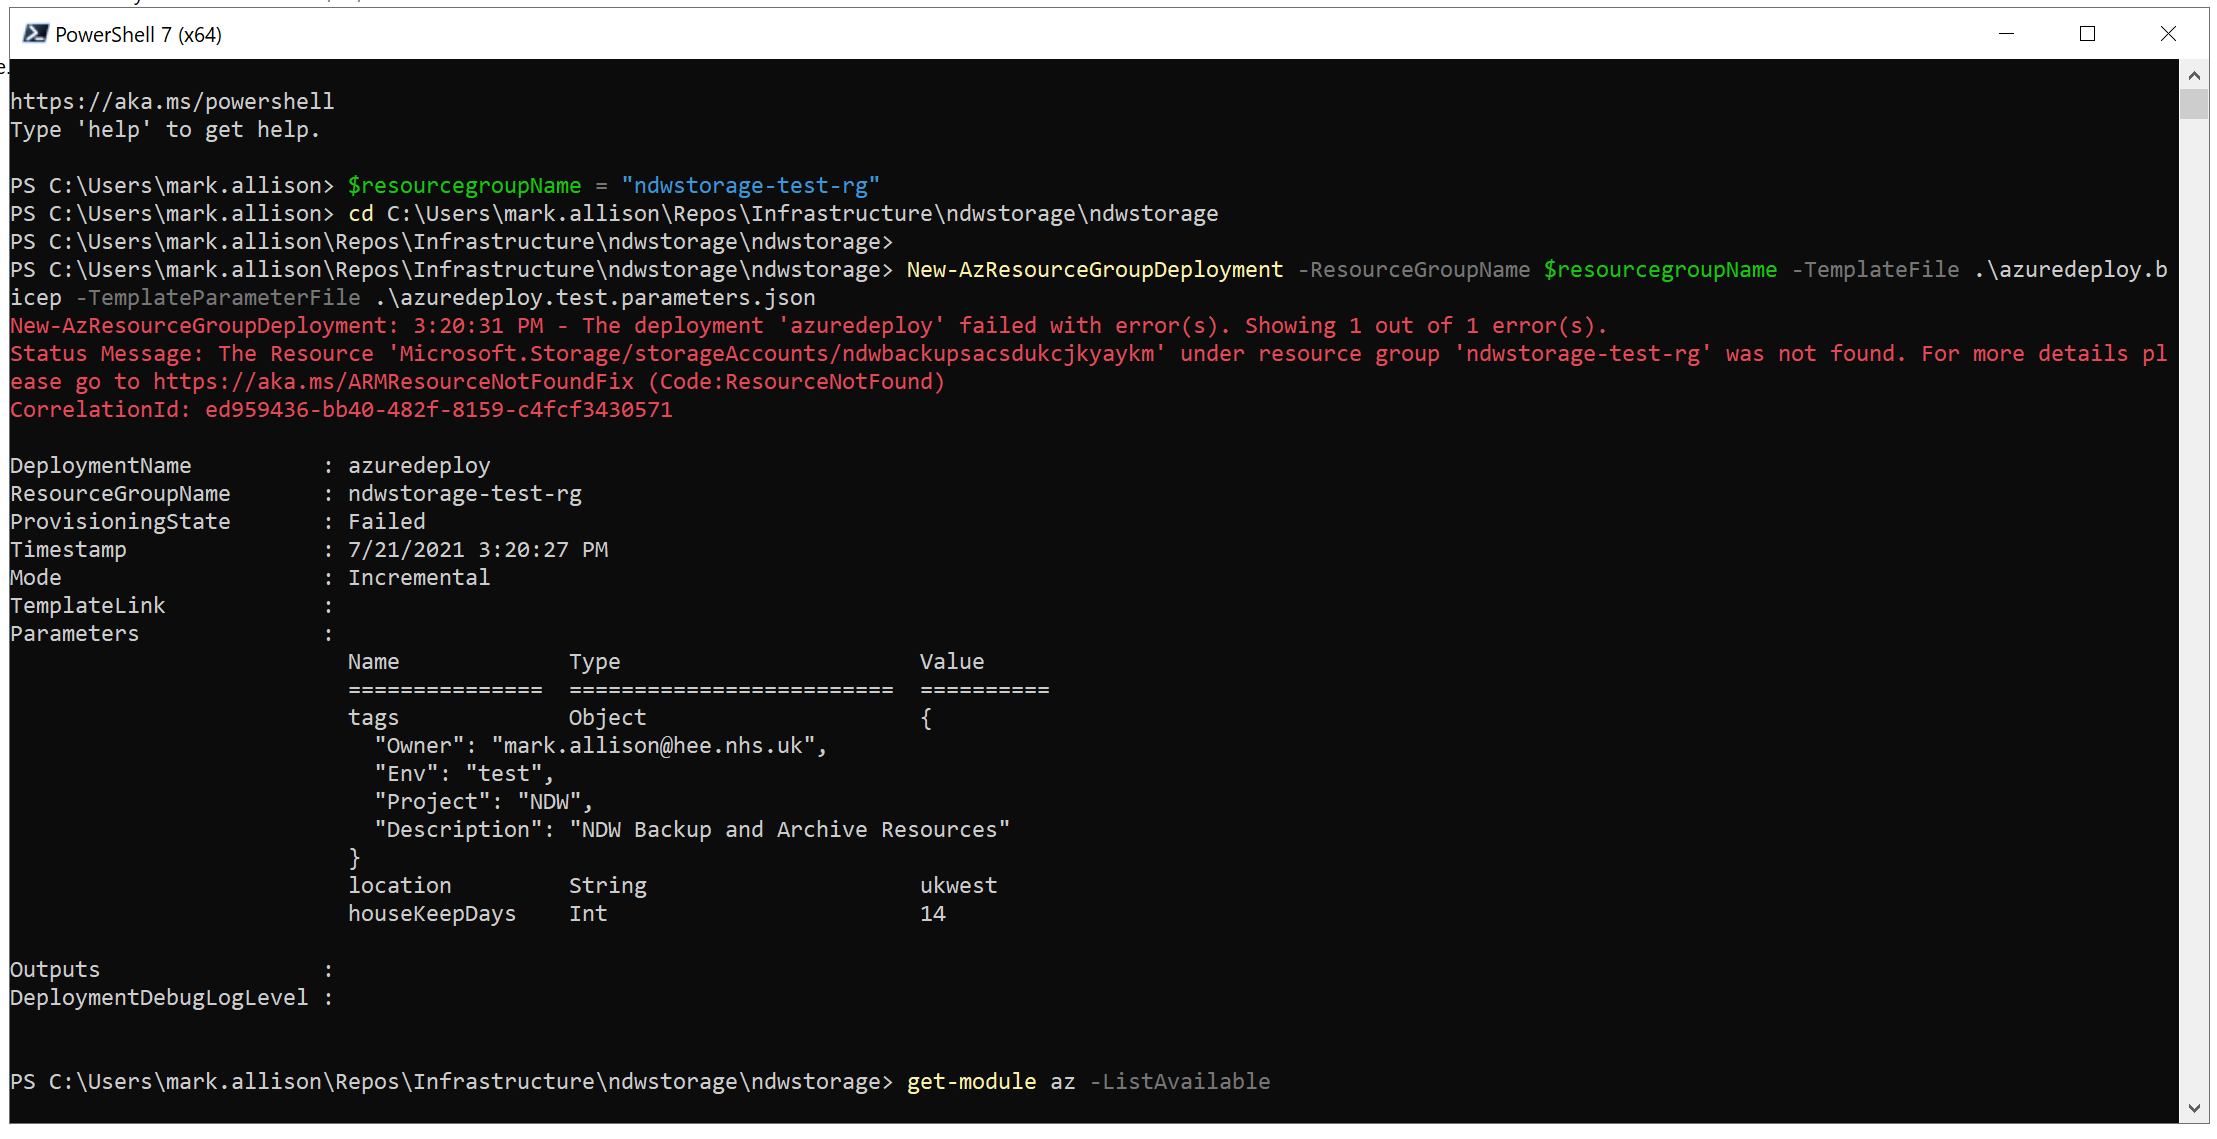 PowerShell 7 (x64)
e.
https://aka.ms/powershell
Type 'help' to get help.
PS C:\Users\mark.allison> $resourcegroupName = "ndwstorage-test-rg"
PS C:\Users\mark.allison> cd C:\Users\mark.allison\Repos\Infrastructure\ndwstorage\ndwstorage
PS C:\Users\mark.allison\Repos\Infrastructure\ndwstorage\ndwstorage>
PS C:\Users\mark.allison\Repos\Infrastructure\ndwstorage\ndwstorage> New-AzResourceGroupDeployment -ResourceGroupName $resourcegroupName -TemplateFile .\azuredeploy.b
icep -TemplateParameterFile .\azuredeploy.test.parameters.json
New-AzResourceGroupDeployment: 3:20:31 PM - The deployment 'azuredeploy' failed with error(s). Showing 1 out of 1 error(s).
Status Message: The Resource 'Microsoft.Storage/storageAccounts/ndwbackupsacsdukcjkyaykm' under resource group 'ndwstorage-test-rg' was not found. For more details pl
ease go to https://aka.ms/ARMResourceNotFoundFix (Code:ResourceNotFound)
CorrelationId: ed959436-bb40-482f-8159-c4fcf3430571
DeploymentName : azuredeploy
ResourceGroupName : ndwstorage-test-rg
ProvisioningState : Failed
Timestamp : 7/21/2021 3:20:27 PM
Mode : Incremental
TemplateLink :
Parameters :
Name Type Value
=============== ========================= ==========
tags Object {
"Owner": "mark.allison@hee.nhs.uk",
"Env": "test",
"Project": "NDW",
"Description": "NDW Backup and Archive Resources"
}
location String ukwest
houseKeepDays Int 14
Outputs :
DeploymentDebugLogLevel :
PS C:\Users\mark.allison\Repos\Infrastructure\ndwstorage\ndwstorage> get-module az -ListAvailable